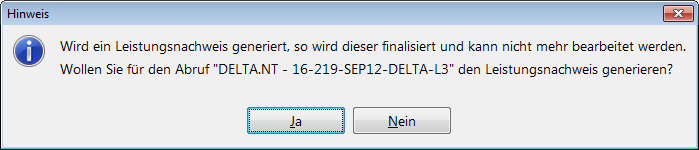 Hinweis
Wird ein Leistungsnachweis generiert, so wird dieser finalisiert und kann nicht mehr bearbeitet werden.
Wollen Sie für den Abruf "DELTA.NT - 16-219-SEP12-DELTA-L3" den Leistungsnachweis generieren?
Ja Nein